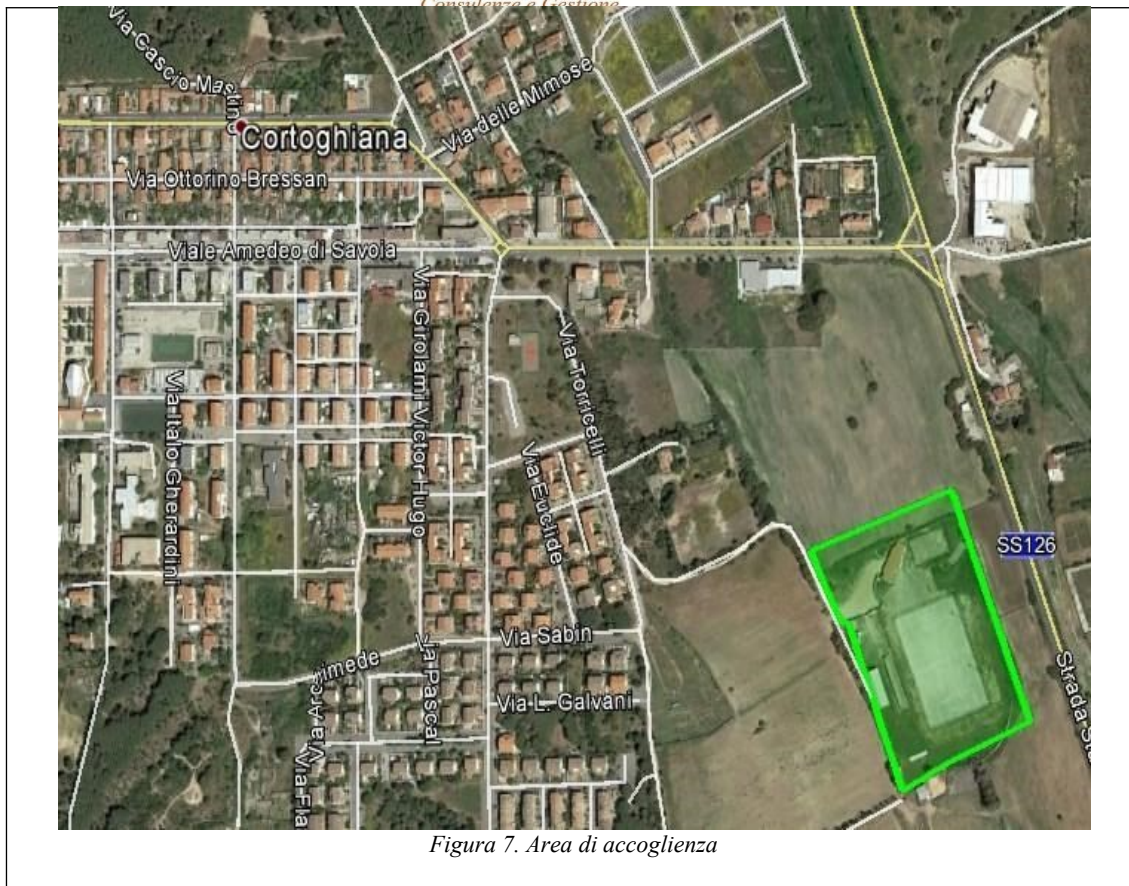 Consulenza e Gestione
Via Cascio Mastino
Cortoghiana
Via delle Mimose
Via Ottorino Bressan
Viale Amedeo di Savoia
Via Girolami Victor Hugo
Via Torricelli
Via Italo Gherardini
Via Euclide
SS126
Via Sabin
Via Archimede
Via Pascal
Via L. Galvani
Via Fla
Strada Sta
Figura 7. Area di accoglienza